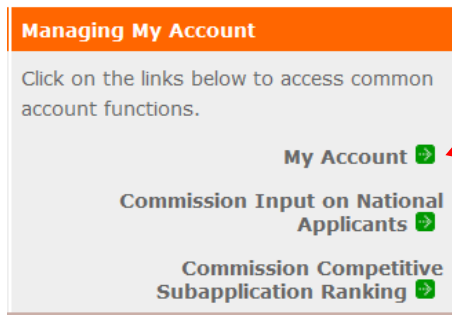 Managing My Account
Click on the links below to access common
account functions.
My Account
Commission Input on National
Applicants
Commission Competitive
Subapplication Ranking